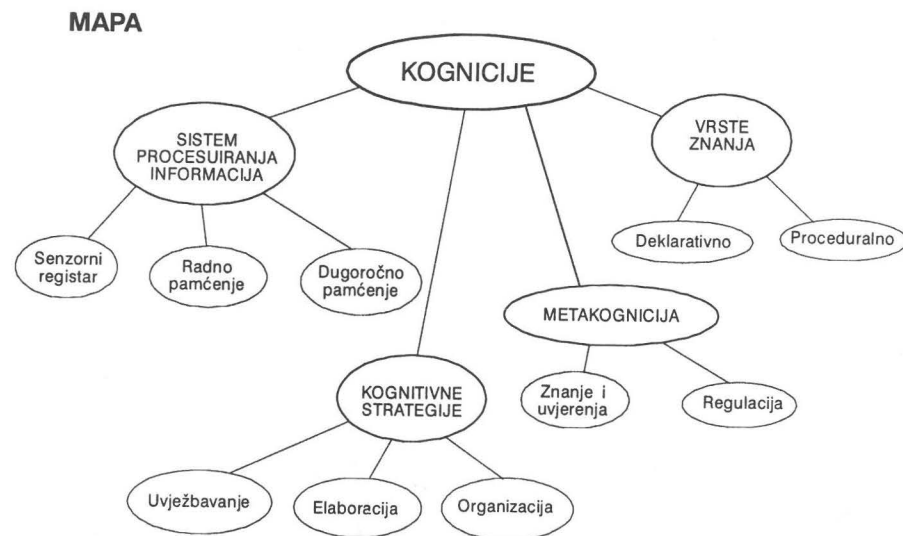 MAPA
KOGNICIJE
SISTEM
PROCESUIRANJA
INFORMACIJA
VRSTE
ZNANJA
Senzorni
registar
Radno
pamćenje
Dugoročno
pamćenje
Deklarativno
Proceduralno
METAKOGNICIJA
Znanje i
uvjerenja
Regulacija
KOGNITIVNE
STRATEGIJE
Uvježbavanje
Elaboracija
Organizacija